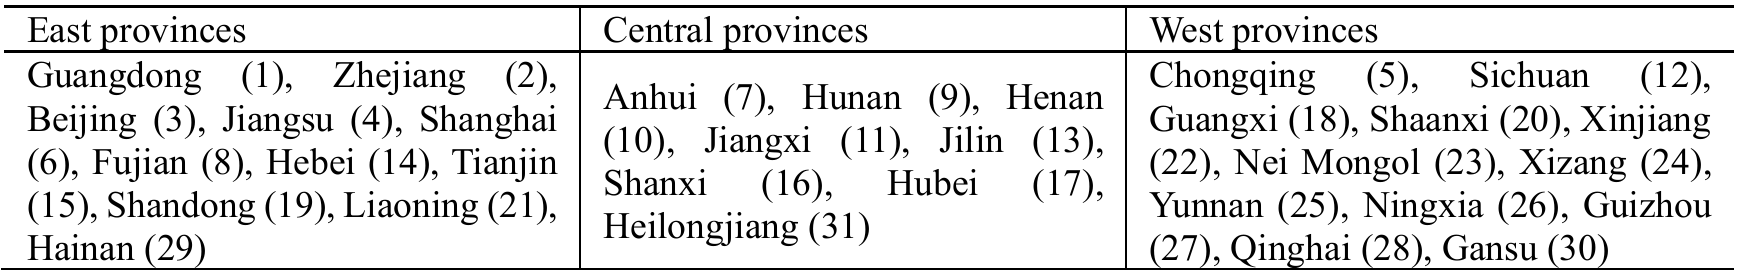 East provinces
Central provinces
West provinces
Guangdong (1), Zhejiang (2),
Beijing (3), Jiangsu (4), Shanghai
(6), Fujian (8), Hebei (14), Tianjin
(15), Shandong (19), Liaoning (21),
Hainan (29)
Anhui (7), Hunan (9), Henan
(10), Jiangxi (11), Jilin (13),
Shanxi (16), Hubei (17),
Heilongjiang (31)
Chongqing (5), Sichuan (12),
Guangxi (18), Shaanxi (20), Xinjiang
(22), Nei Mongol (23), Xizang (24),
Yunnan (25), Ningxia (26), Guizhou
(27), Qinghai (28), Gansu (30)